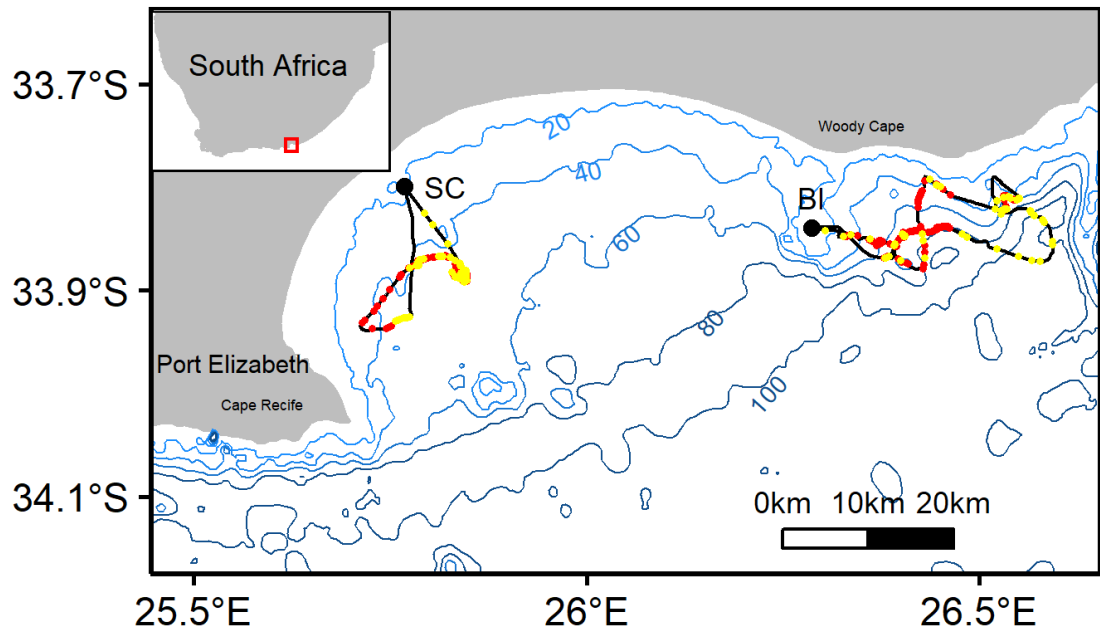 South Africa
33.7°S
20
Woody Cape
40
SC
BI
60
33.9°S
80
Port Elizabeth
100
Cape Recife
34.1°S
0km 10km 20km
25.5°E 26°E 26.5°E